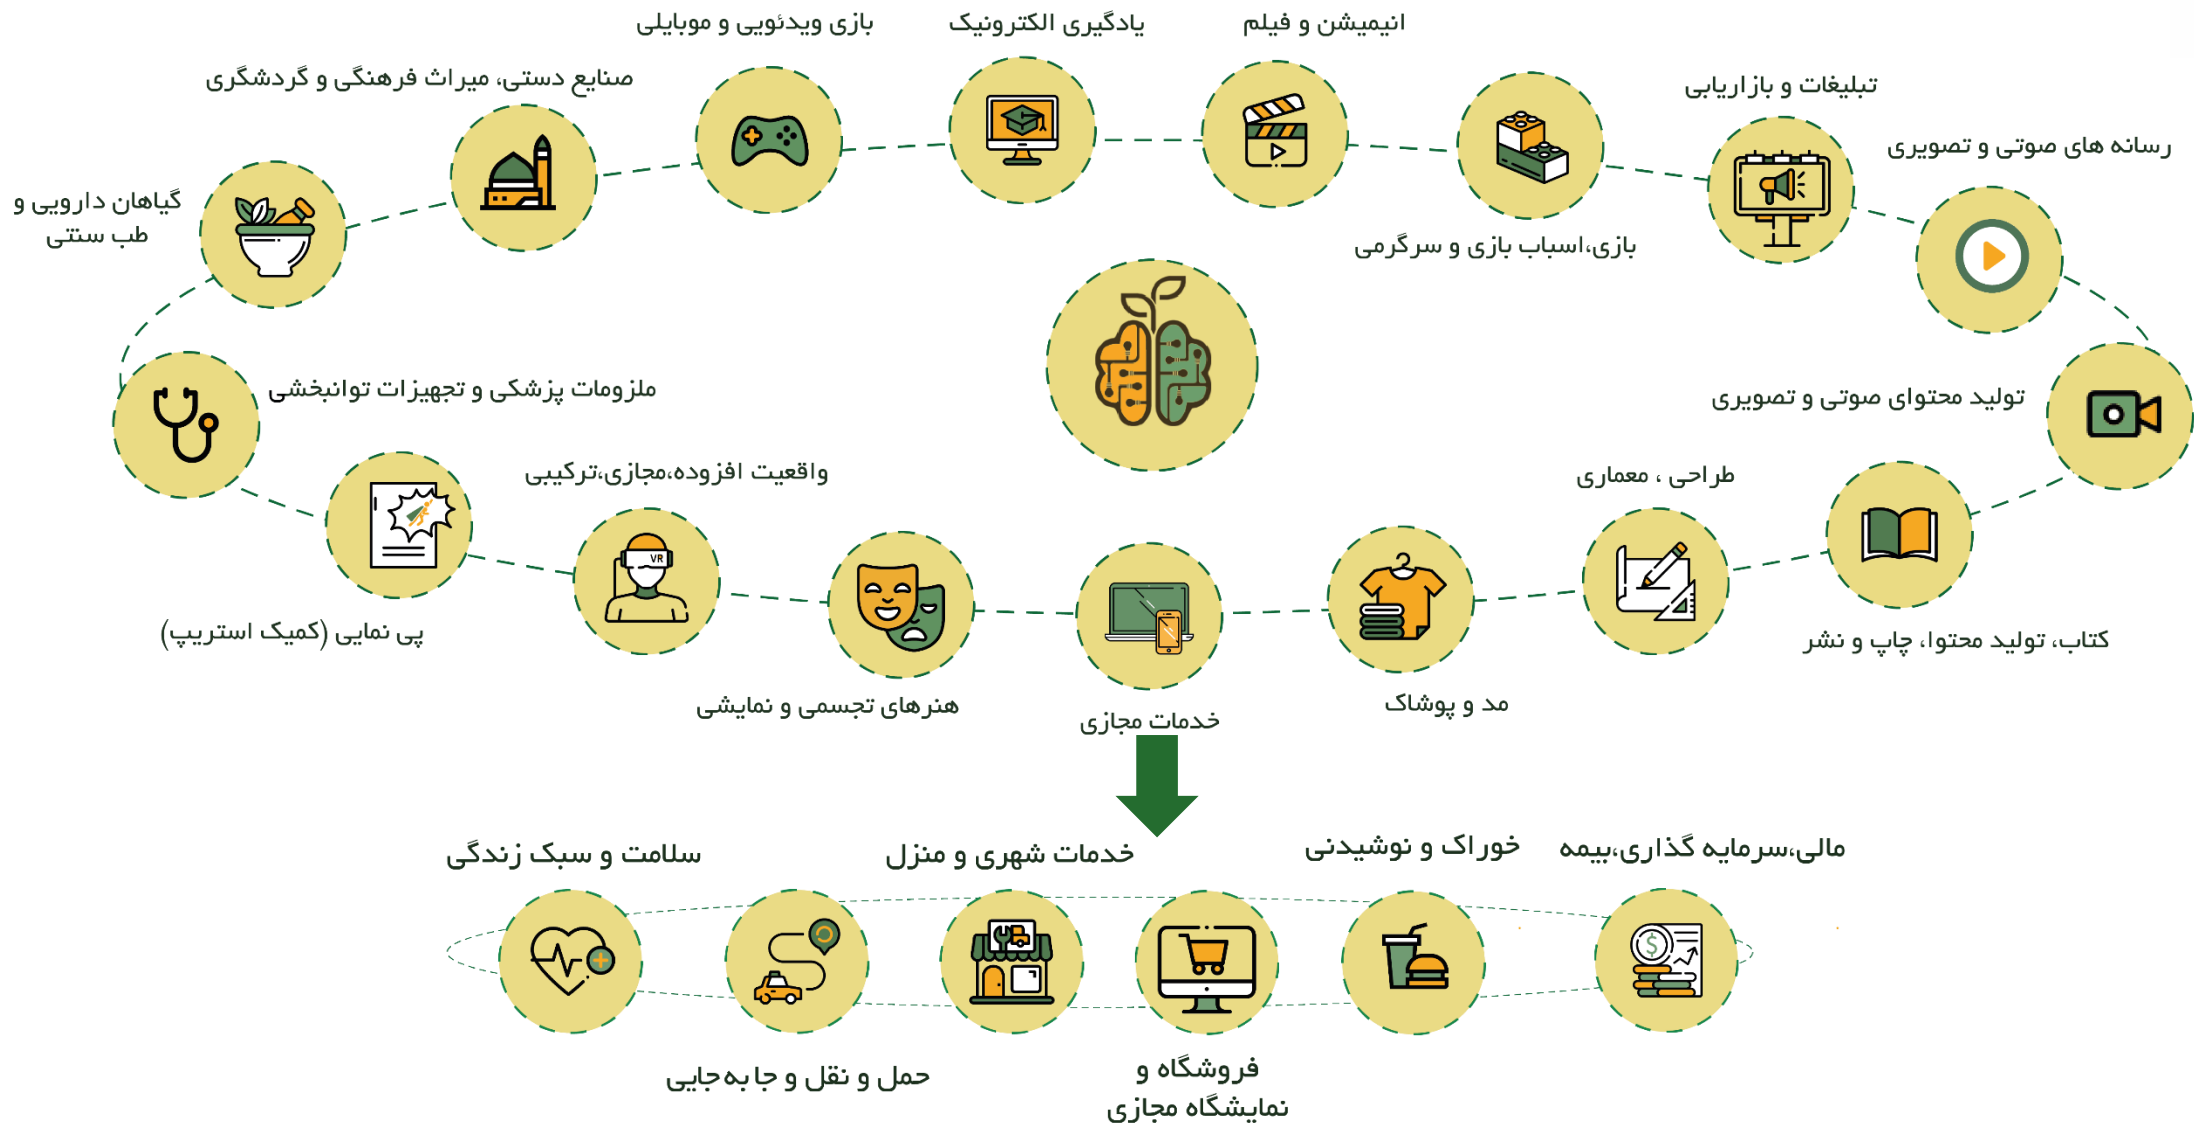 انیمیشن و فیلم
یادگیری الکترونیک
بازی ویدئویی و موبایلی
صنایع دستی، میراث فرهنگی و گردشگری
تبلیغات و بازاریابی
رسانه های صوتی و تصویری
گیاهان دارویی و
طب سنتی
بازی،اسباب بازی و سرگرمی
تولید محتوای صوتی و تصویری
ملزومات پزشکی و تجهیزات توانبخشی
طراحی ، معماری
واقعیت افزوده،مجازی،ترکیبی
VR
کتاب، تولید محتوا، چاپ و نشر
پی نمایی (کمیک استریپ)
مد و پوشاک
خدمات مجازی
هنرهای تجسمی و نمایشی
مالی،سرمایه گذاری،بیمه
خوراک و نوشیدنی
خدمات شهری و منزل
سلامت و سبک زندگی
$
فروشگاه و
نمایشگاه مجازی
حمل و نقل و جا به جایی